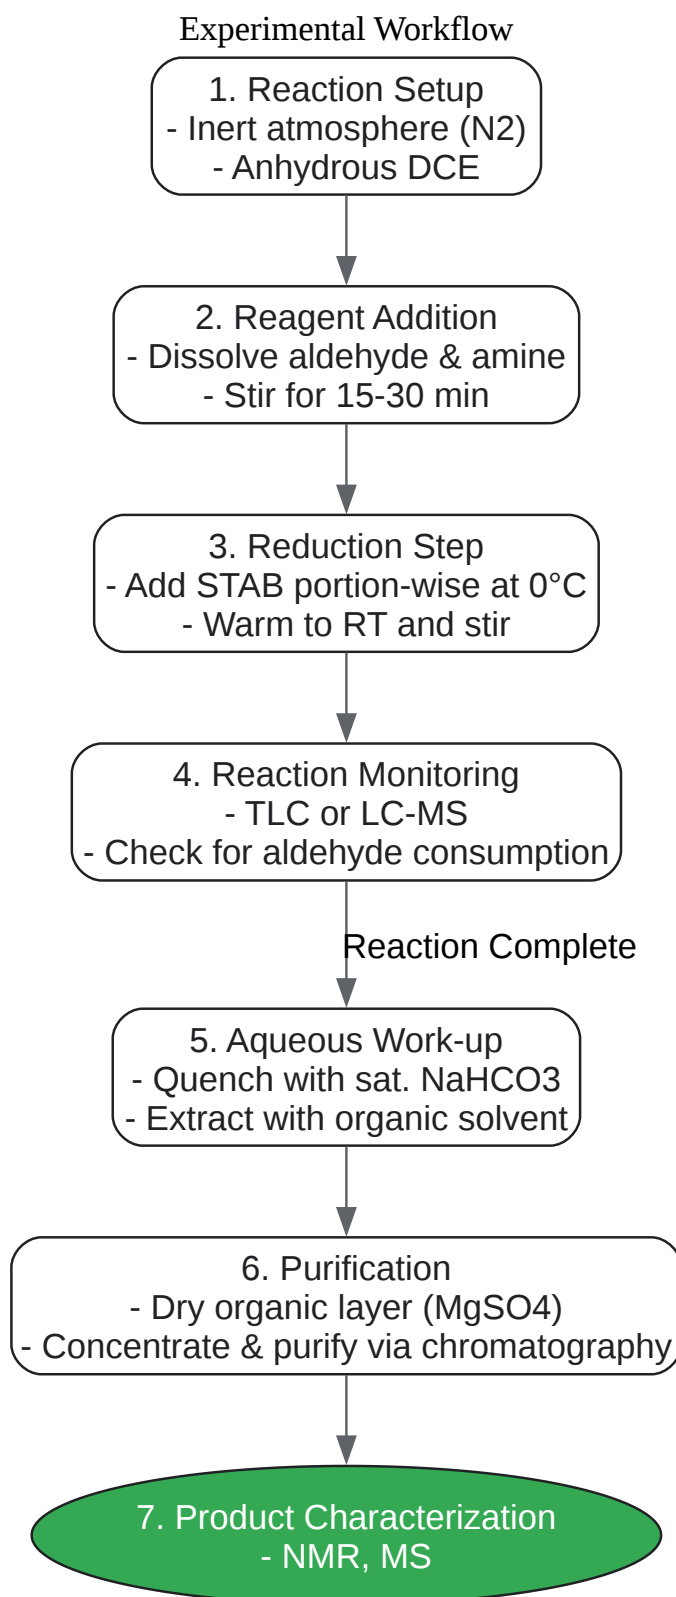 Experimental Workflow
1. Reaction Setup
- Inert atmosphere (N2)
- Anhydrous DCE
2. Reagent Addition
- Dissolve aldehyde & amine
- Stir for 15-30 min
3. Reduction Step
- Add STAB portion-wise at 0°C
- Warm to RT and stir
4. Reaction Monitoring
- TLC or LC-MS
- Check for aldehyde consumption
Reaction Complete
5. Aqueous Work-up
- Quench with sat. NaHCO3
- Extract with organic solvent
6. Purification
- Dry organic layer (MgSO4)
- Concentrate & purify via chromatography
7. Product Characterization
- NMR, MS